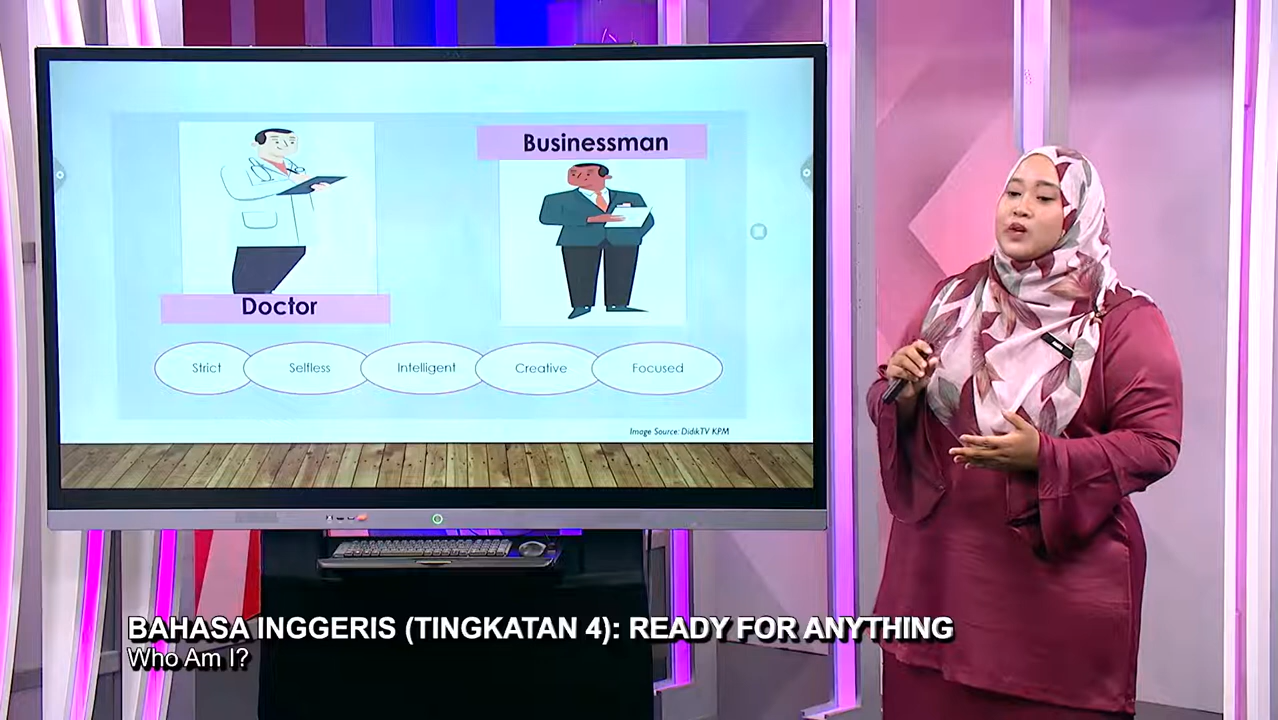 Businessman
Doctor
Strict
Selfless
Intelligent
Creative
Focused
Image Source: DidikTV KPM
BAHASA INGGERIS (TINGKATAN 4): READY FOR ANYTHING
Who Am I?